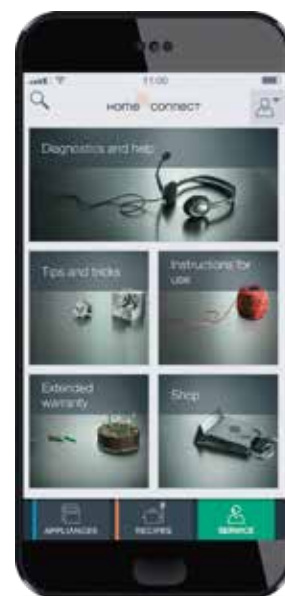 11:00
HOME CONNECT
Diagnostics and help
Tips and tricks
Instructions for
use
Extended
warranty
Shop
APPLIANCES
RECIPES
SERVICE